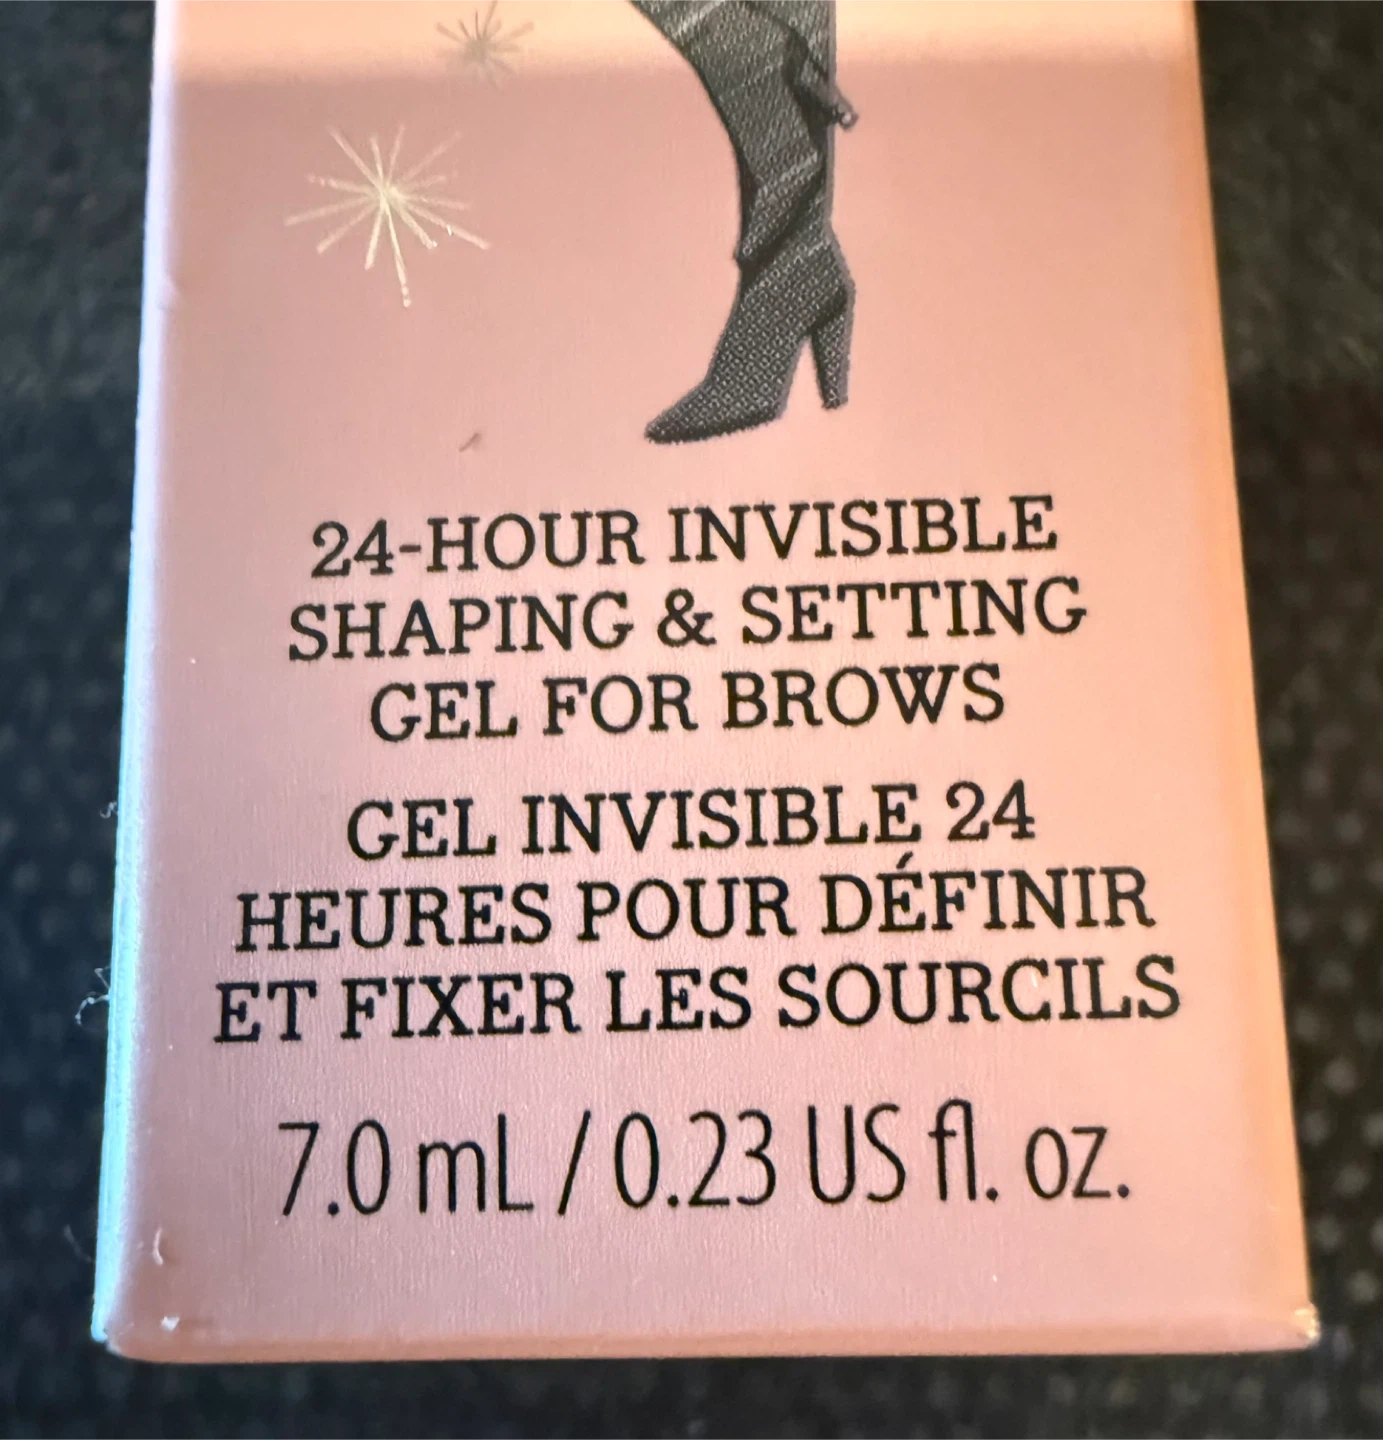 24-HOUR INVISIBLE
SHAPING & SETTING
GEL FOR BROWS
GEL INVISIBLE 24
HEURES POUR DÉFINIR
ET FIXER LES SOURCILS
7.0 mL / 0.23 US fl. oz.